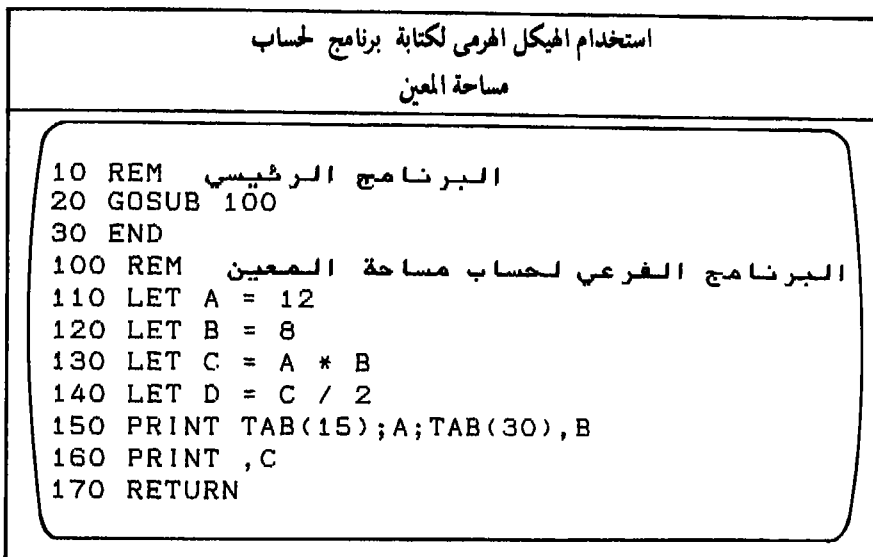 استخدام الهيكل الهرمى لكتابة برنامج لحساب
مساحة المعين
10 REM البرنامج الرئيسي
20 GOSUB 100
30 END
100 REM البرنامج الفرعي لحساب مساحة المعين
110 LET A = 12
120 LET B = 8
130 LET C = A * B
140 LET D = C / 2
150 PRINT TAB(15);A;TAB(30),B
160 PRINT ,C
170 RETURN